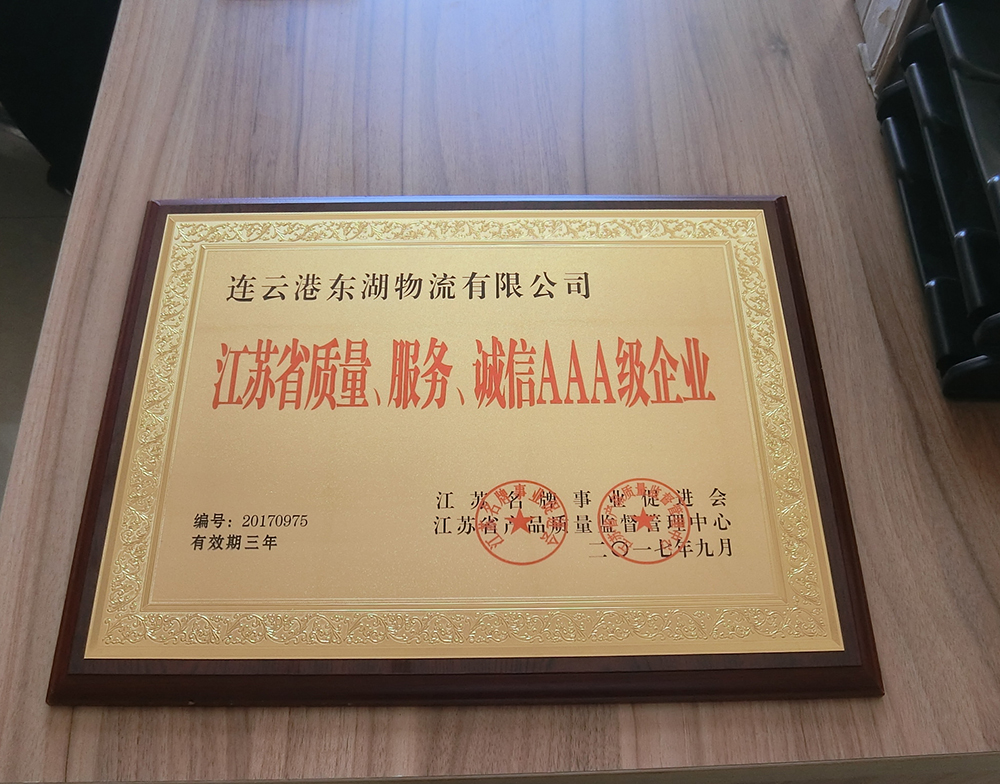 连云港东湖物流有限公司
江苏省质量、服务、诚信AAA级企业
江苏名牌事业促进会
江苏省产品质量监督管理中心
二〇一七年九月
编号：20170975
有效期三年